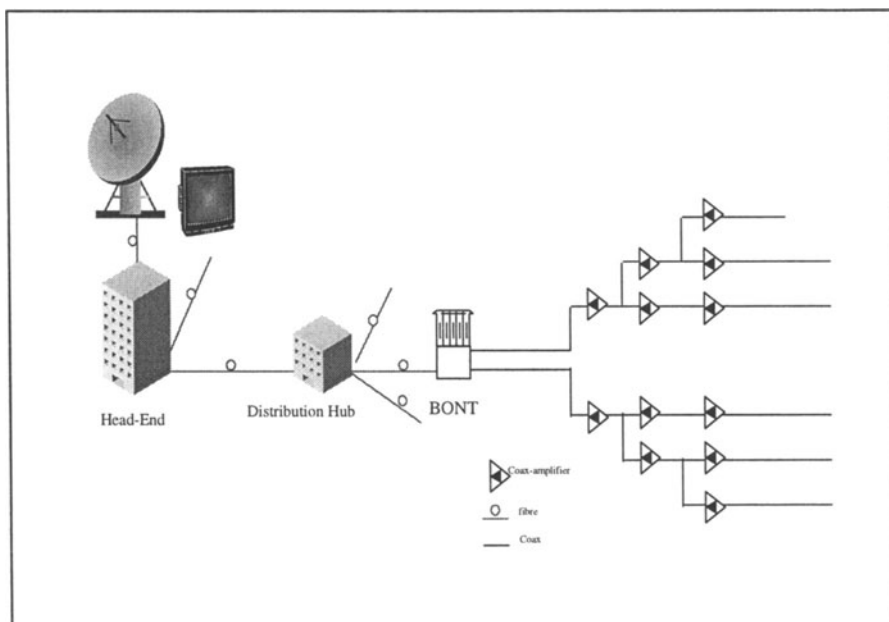 Head-End
Distribution Hub
BONT
Coax-amplifier
fibre
Coax